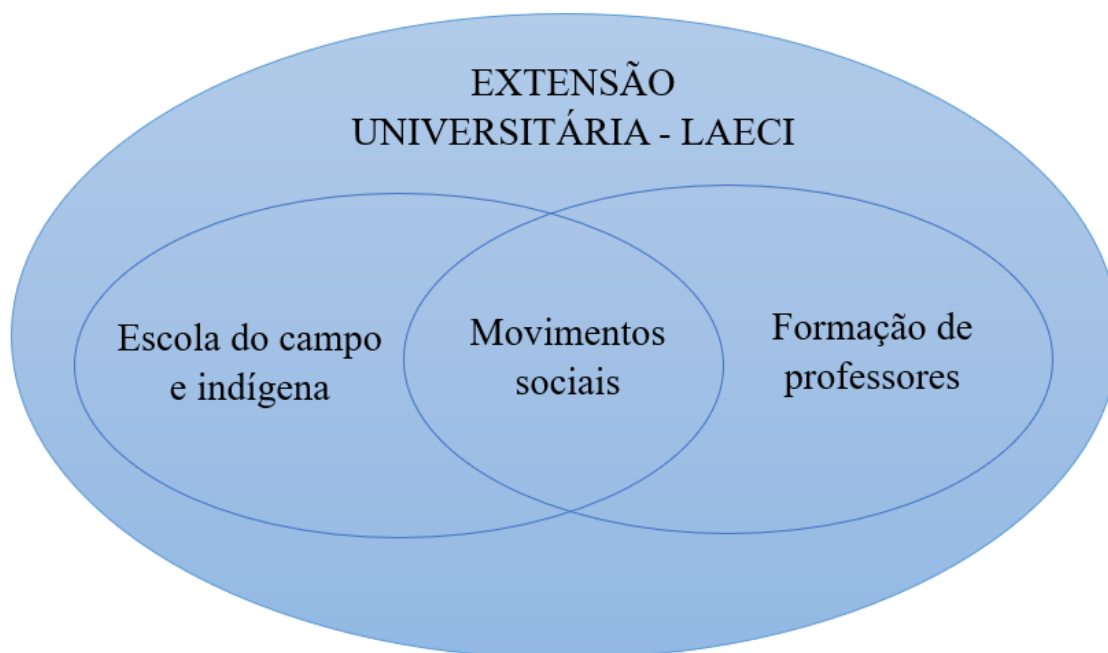 EXTENSÃO
UNIVERSITÁRIA - LAECI
Escola do campo
e indígena
Movimentos
sociais
Formação de
professores